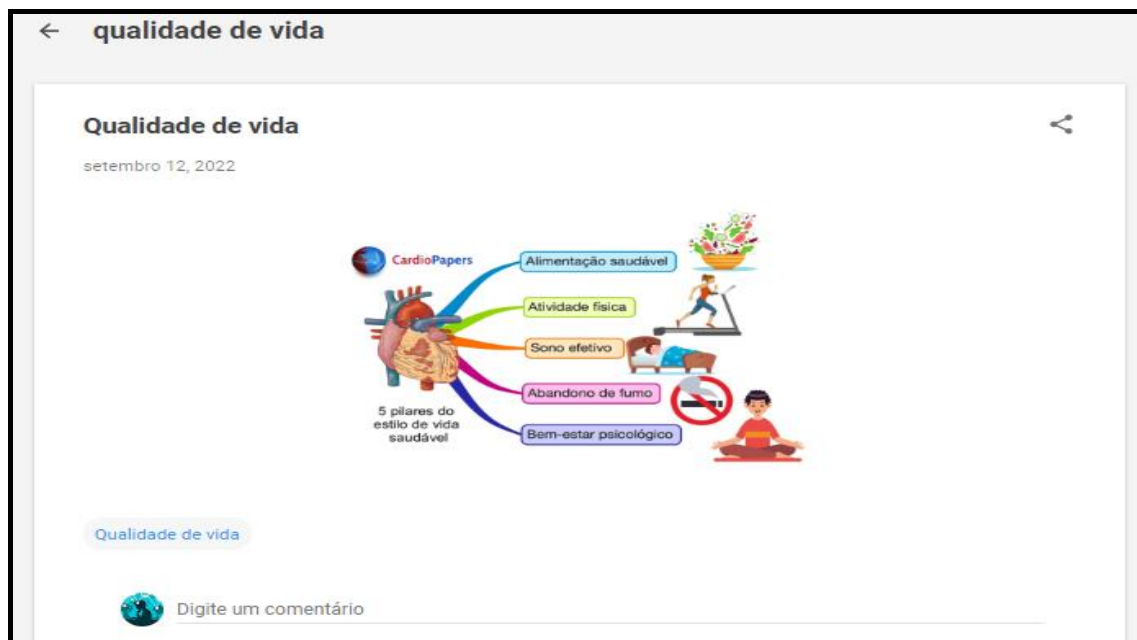 qualidade de vida
Qualidade de vida
setembro 12, 2022
CardioPapers
Alimentação saudável
Atividade física
Sono efetivo
Abandono de fumo
Bem-estar psicológico
5 pilares do
estilo de vida
saudável
Qualidade de vida
Digite um comentário